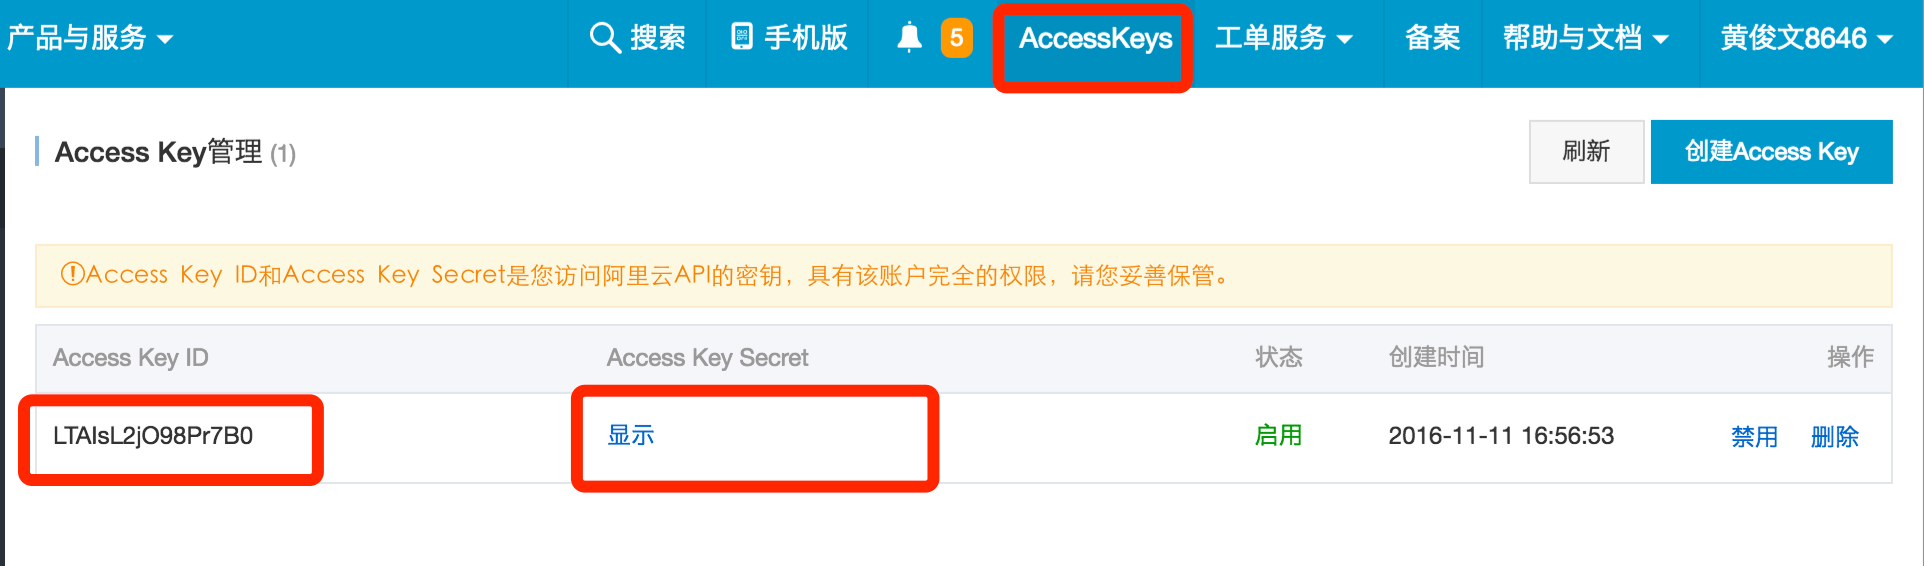 产品与服务 搜索 手机版 5 AccessKeys 工单服务 备案 帮助与文档 黄俊文8646
Access Key管理 (1) 刷新 创建Access Key
Access Key ID和Access Key Secret是您访问阿里云API的密钥，具有该账户完全的权限，请您妥善保管。
Access Key ID Access Key Secret 状态 创建时间 操作
LTAIsL2jO98Pr7B0 显示 启用 2016-11-11 16:56:53 禁用 删除